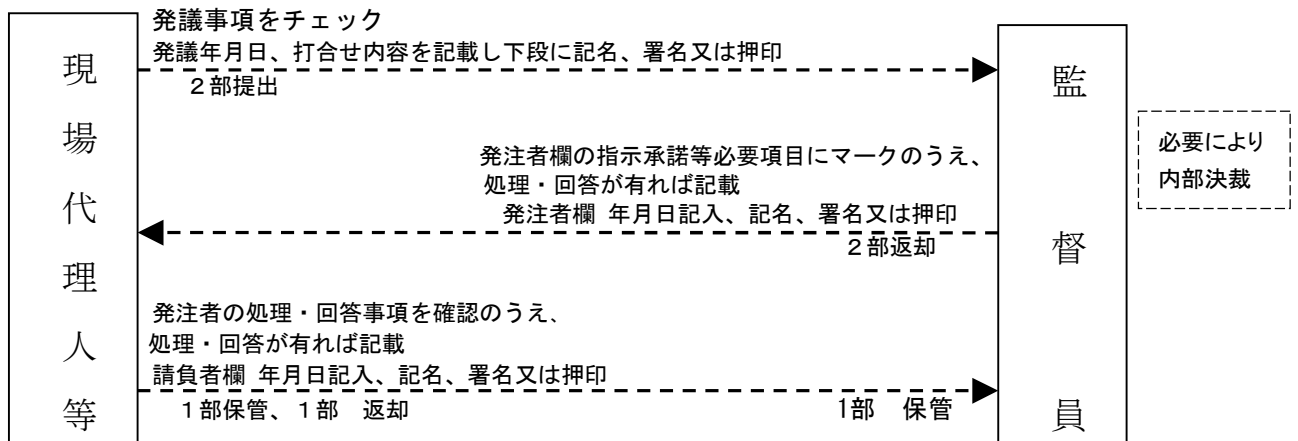 現場代理人等
発議事項をチェック
発議年月日、打合せ内容を記載し下段に記名、署名又は押印
２部提出
発注者欄の指示承諾等必要項目にマークのうえ、
処理・回答が有れば記載
発注者欄 年月日記入、記名、署名又は押印
２部返却
発注者の処理・回答事項を確認のうえ、
処理・回答が有れば記載
請負者欄 年月日記入、記名、署名又は押印
１部保管、１部　返却
1部　保管
監督員
必要により
内部決裁